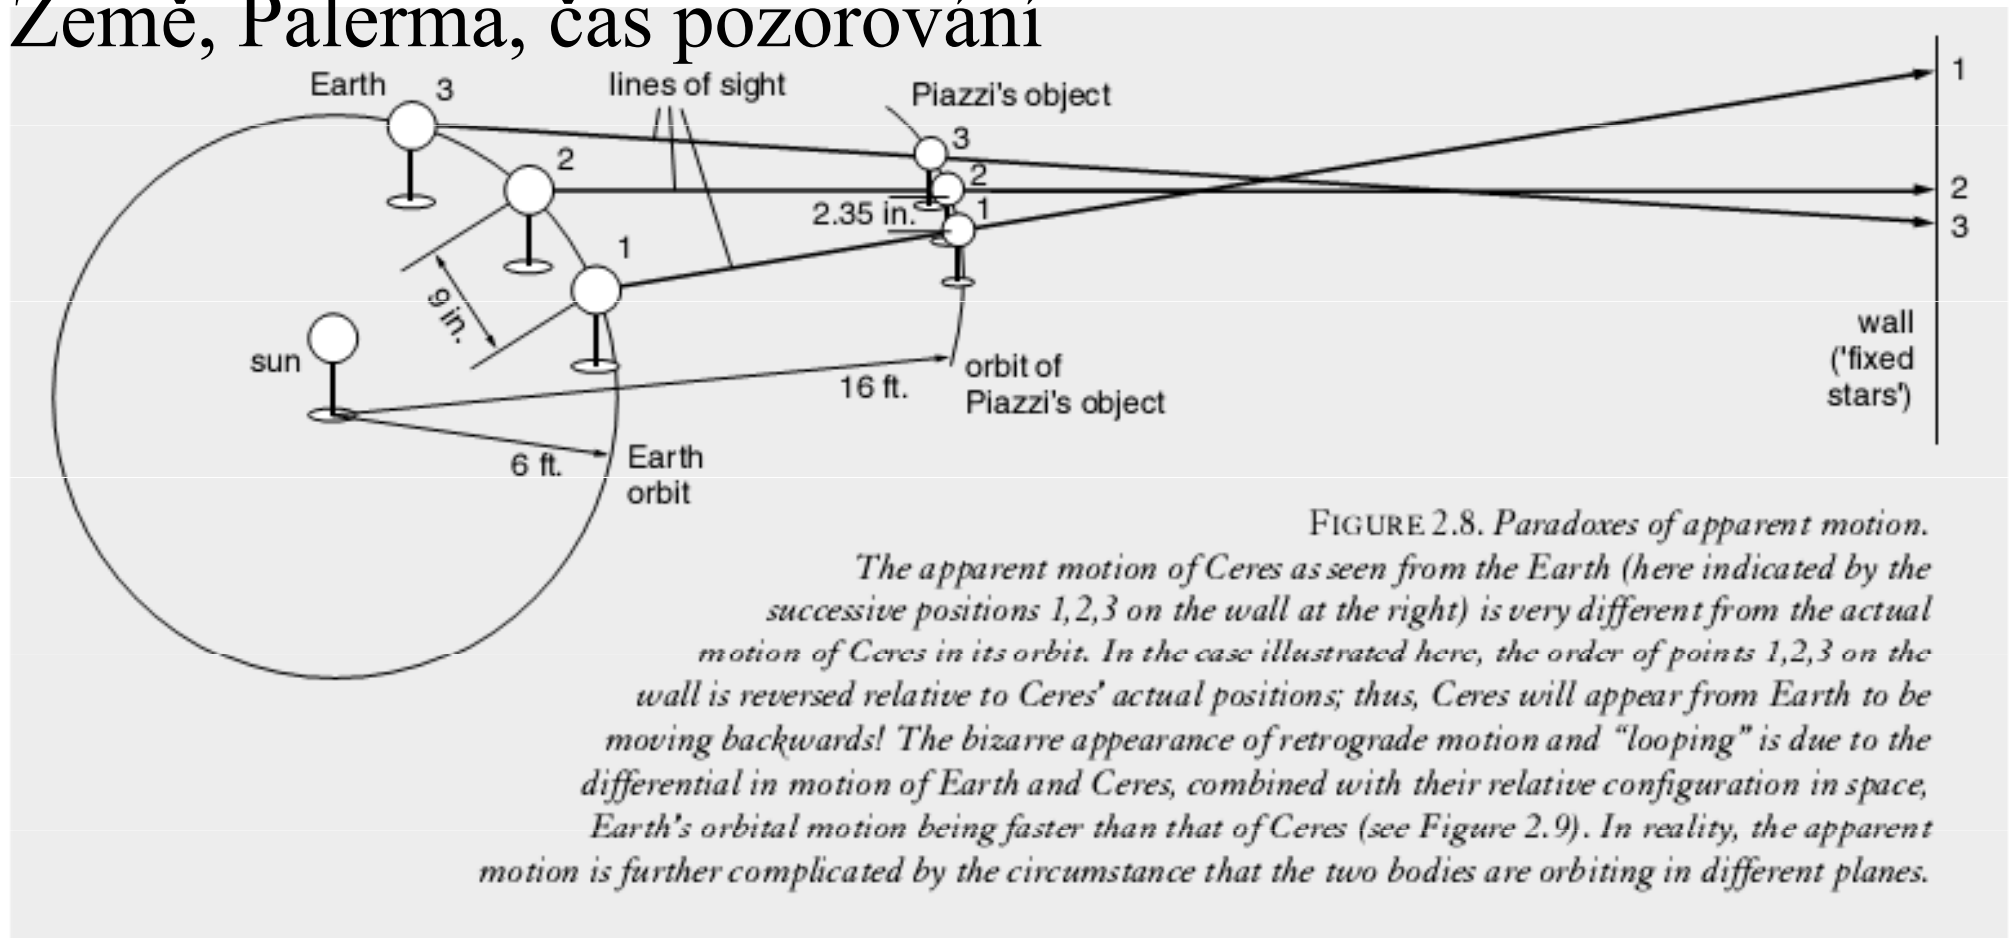 Země, Palerma, čas pozorování
Earth
3
lines of sight
Piazzi's object
1
3
2
2
2
2.35 in.
1
3
1
9 in.
sun
wall
('fixed
stars')
orbit of
Piazzi's object
16 ft.
6 ft.
Earth
orbit
FIGURE 2.8. Paradoxes of apparent motion.
The apparent motion of Ceres as seen from the Earth (here indicated by the
successive positions 1,2,3 on the wall at the right) is very different from the actual
motion of Ceres in its orbit. In the case illustrated here, the order of points 1,2,3 on the
wall is reversed relative to Ceres' actual positions; thus, Ceres will appear from Earth to be
moving backwards! The bizarre appearance of retrograde motion and “looping” is due to the
differential in motion of Earth and Ceres, combined with their relative configuration in space,
Earth's orbital motion being faster than that of Ceres (see Figure 2.9). In reality, the apparent
motion is further complicated by the circumstance that the two bodies are orbiting in different planes.